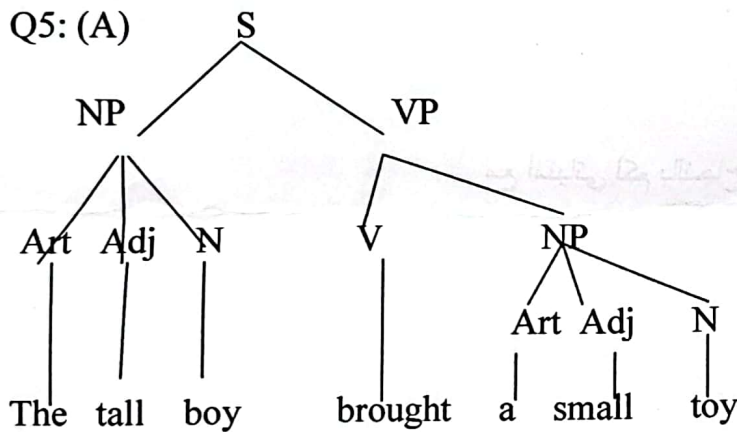 Q5: (A) S
NP VP
Art Adj N V NP
Art Adj N
The tall boy brought a small toy